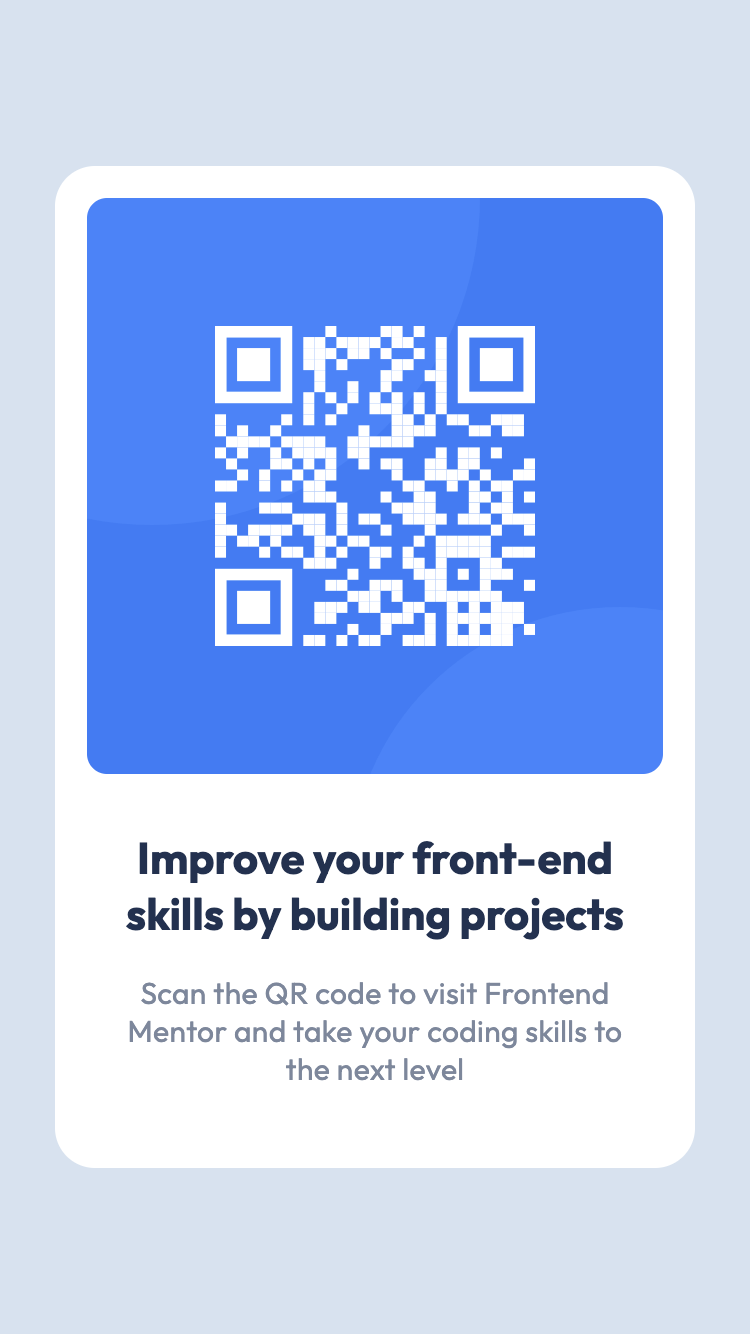 Improve your front-end
skills by building projects
Scan the QR code to visit Frontend
Mentor and take your coding skills to
the next level